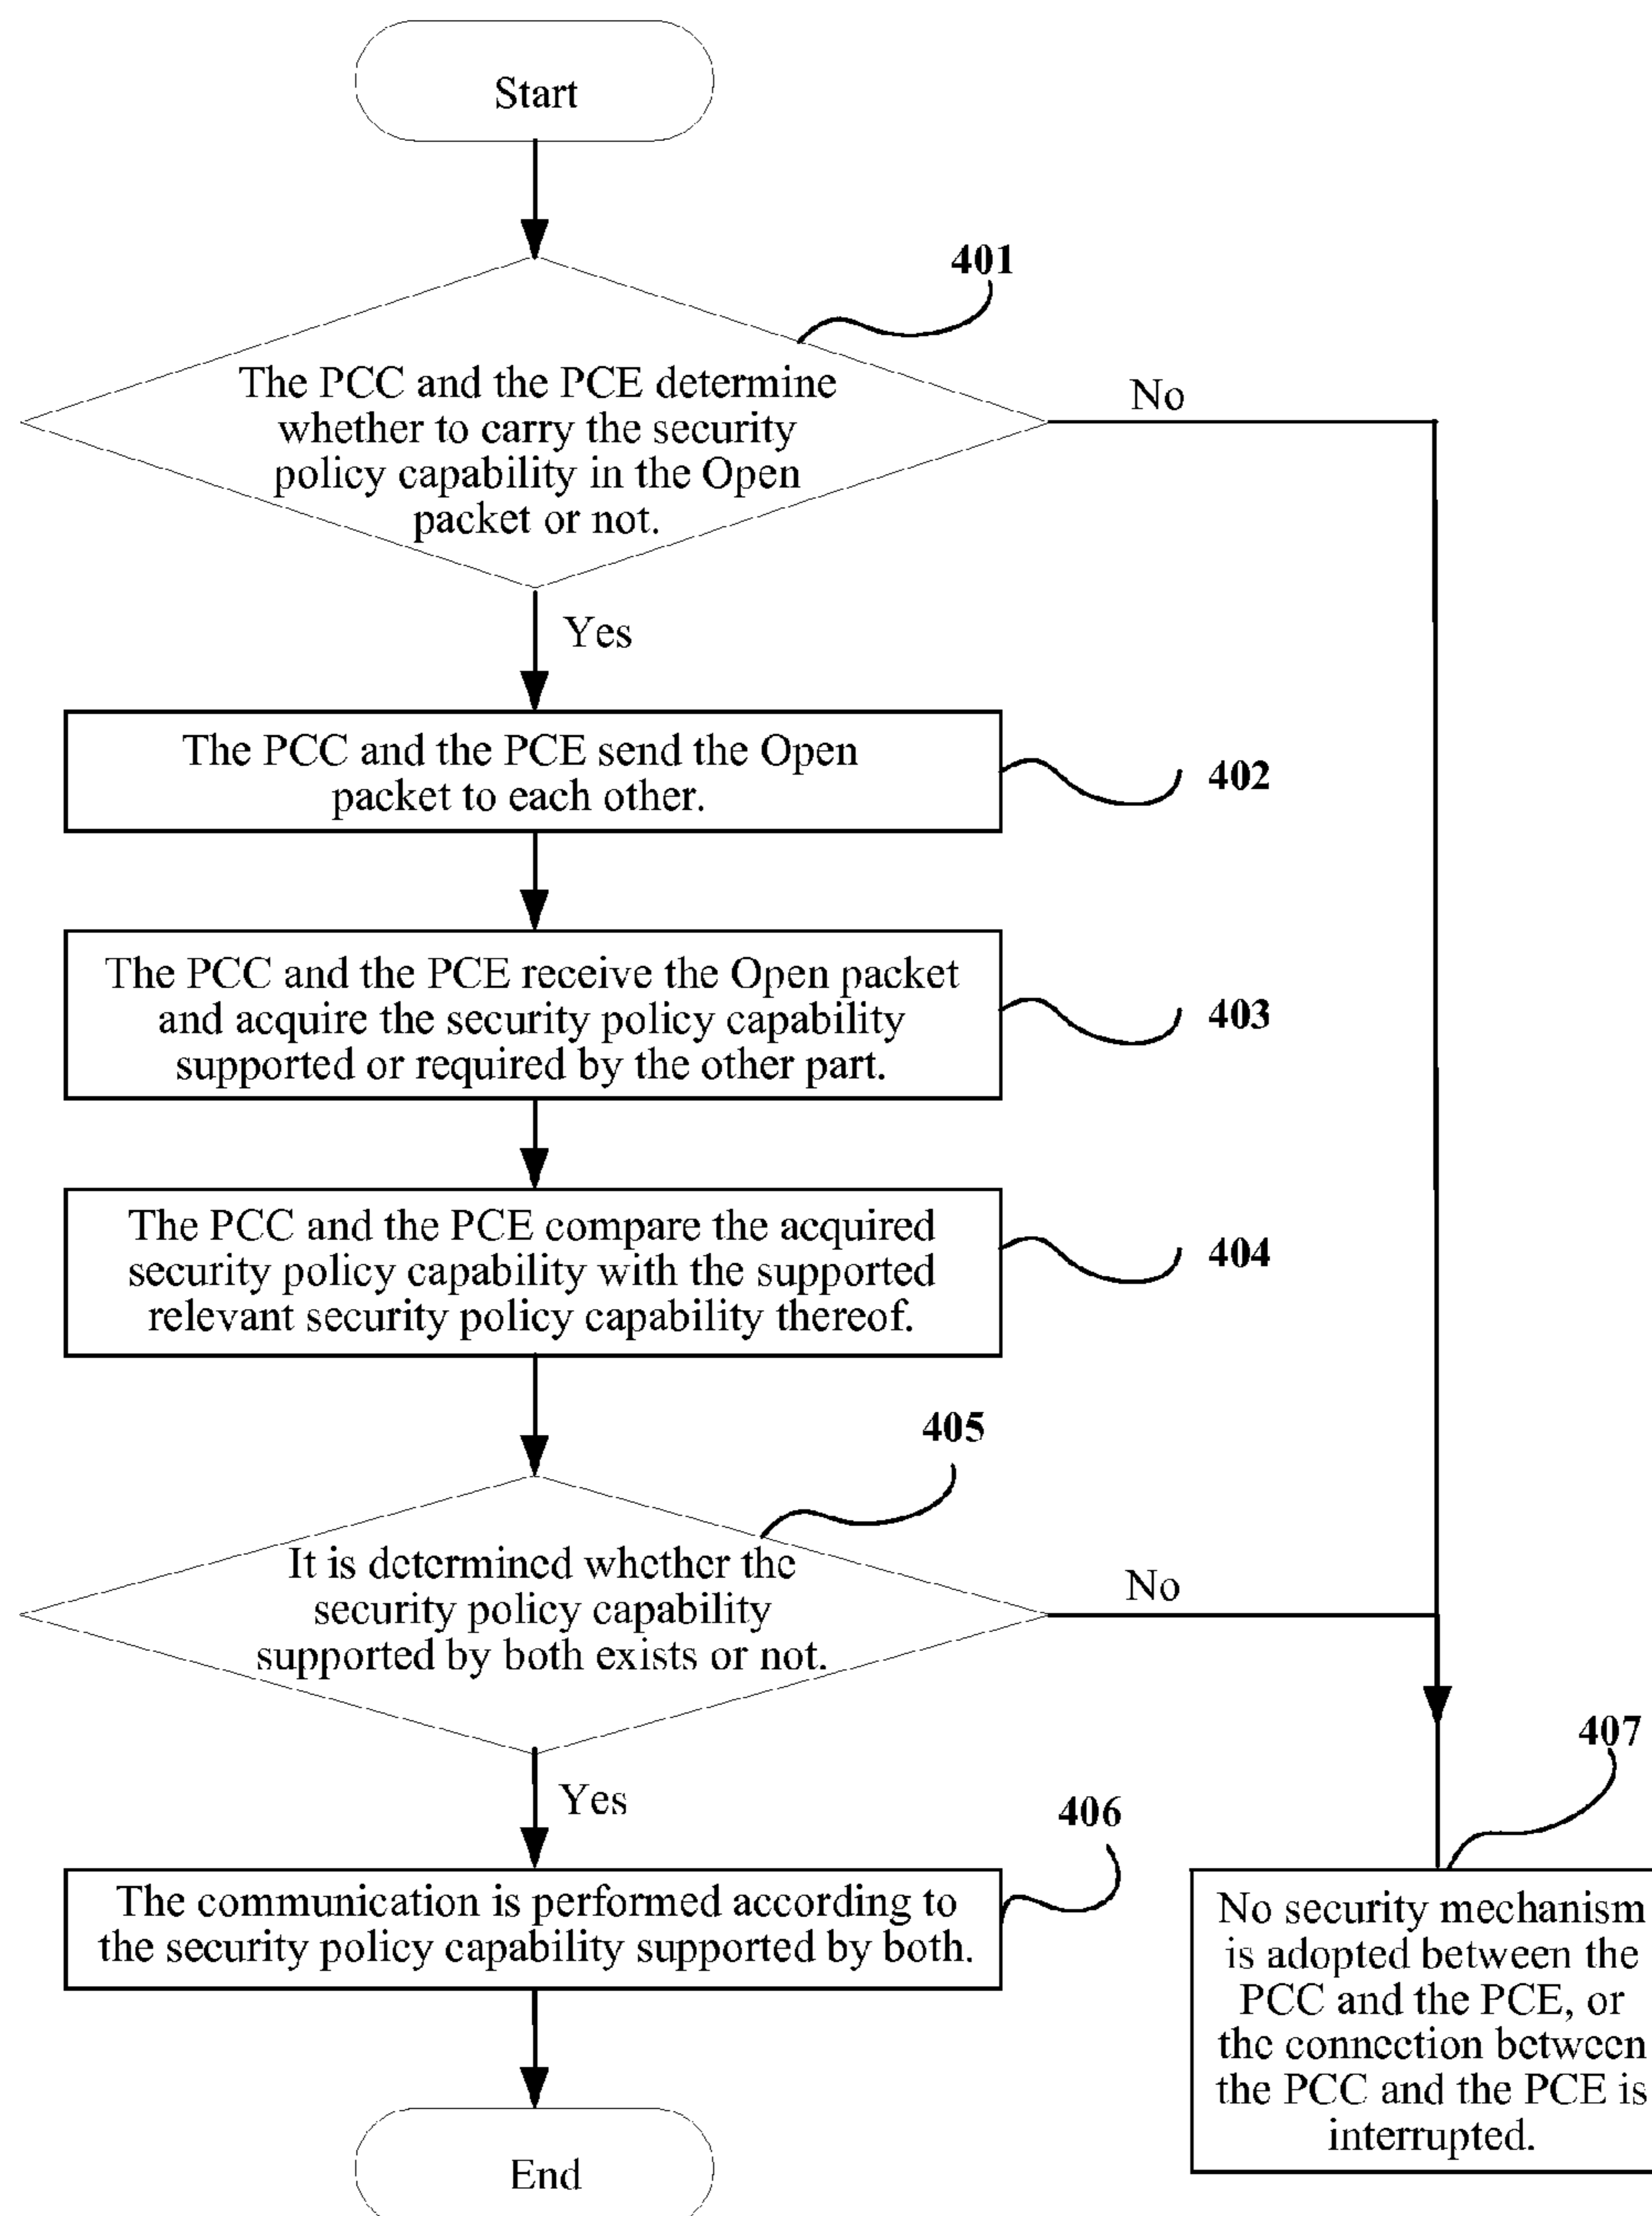 Start
401
The PCC and the PCE determine
whether to carry the security
policy capability in the Open
packet or not.
No
Yes
The PCC and the PCE send the Open
packet to each other.
402
The PCC and the PCE receive the Open packet
and acquire the security policy capability
supported or required by the other part.
403
The PCC and the PCE compare the acquired
security policy capability with the supported
relevant security policy capability thereof.
404
405
It is determined whether the
security policy capability
supported by both exists or not.
No
Yes
407
406
The communication is performed according to
the security policy capability supported by both.
No security mechanism
is adopted between the
PCC and the PCE, or
the connection between
the PCC and the PCE is
interrupted.
End